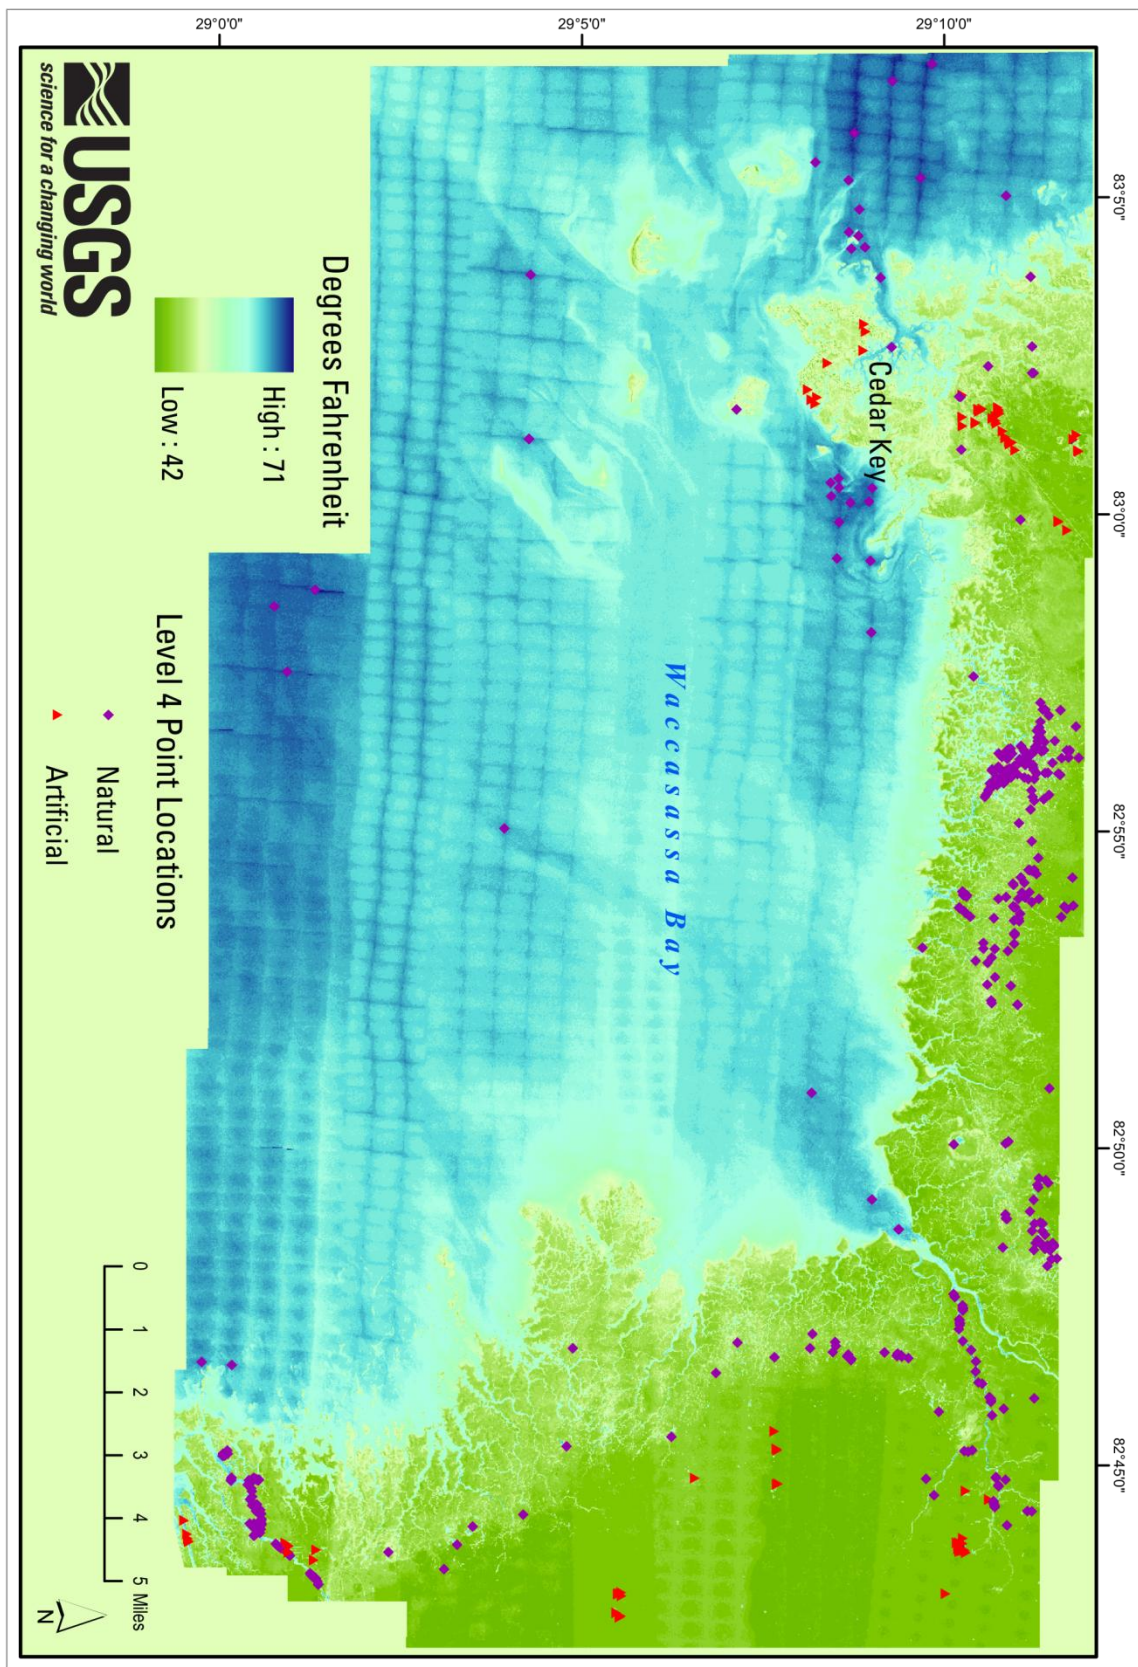 83°5'0"
83°0'0"
82°55'0"
82°50'0"
82°45'0"
29°10'0"
29°5'0"
29°0'0"
Cedar Key
Waccasassa Bay
Degrees Fahrenheit
High : 71
Low : 42
Level 4 Point Locations
Natural
Artificial
0 1 2 3 4 5 Miles
N
USGS
science for a changing world